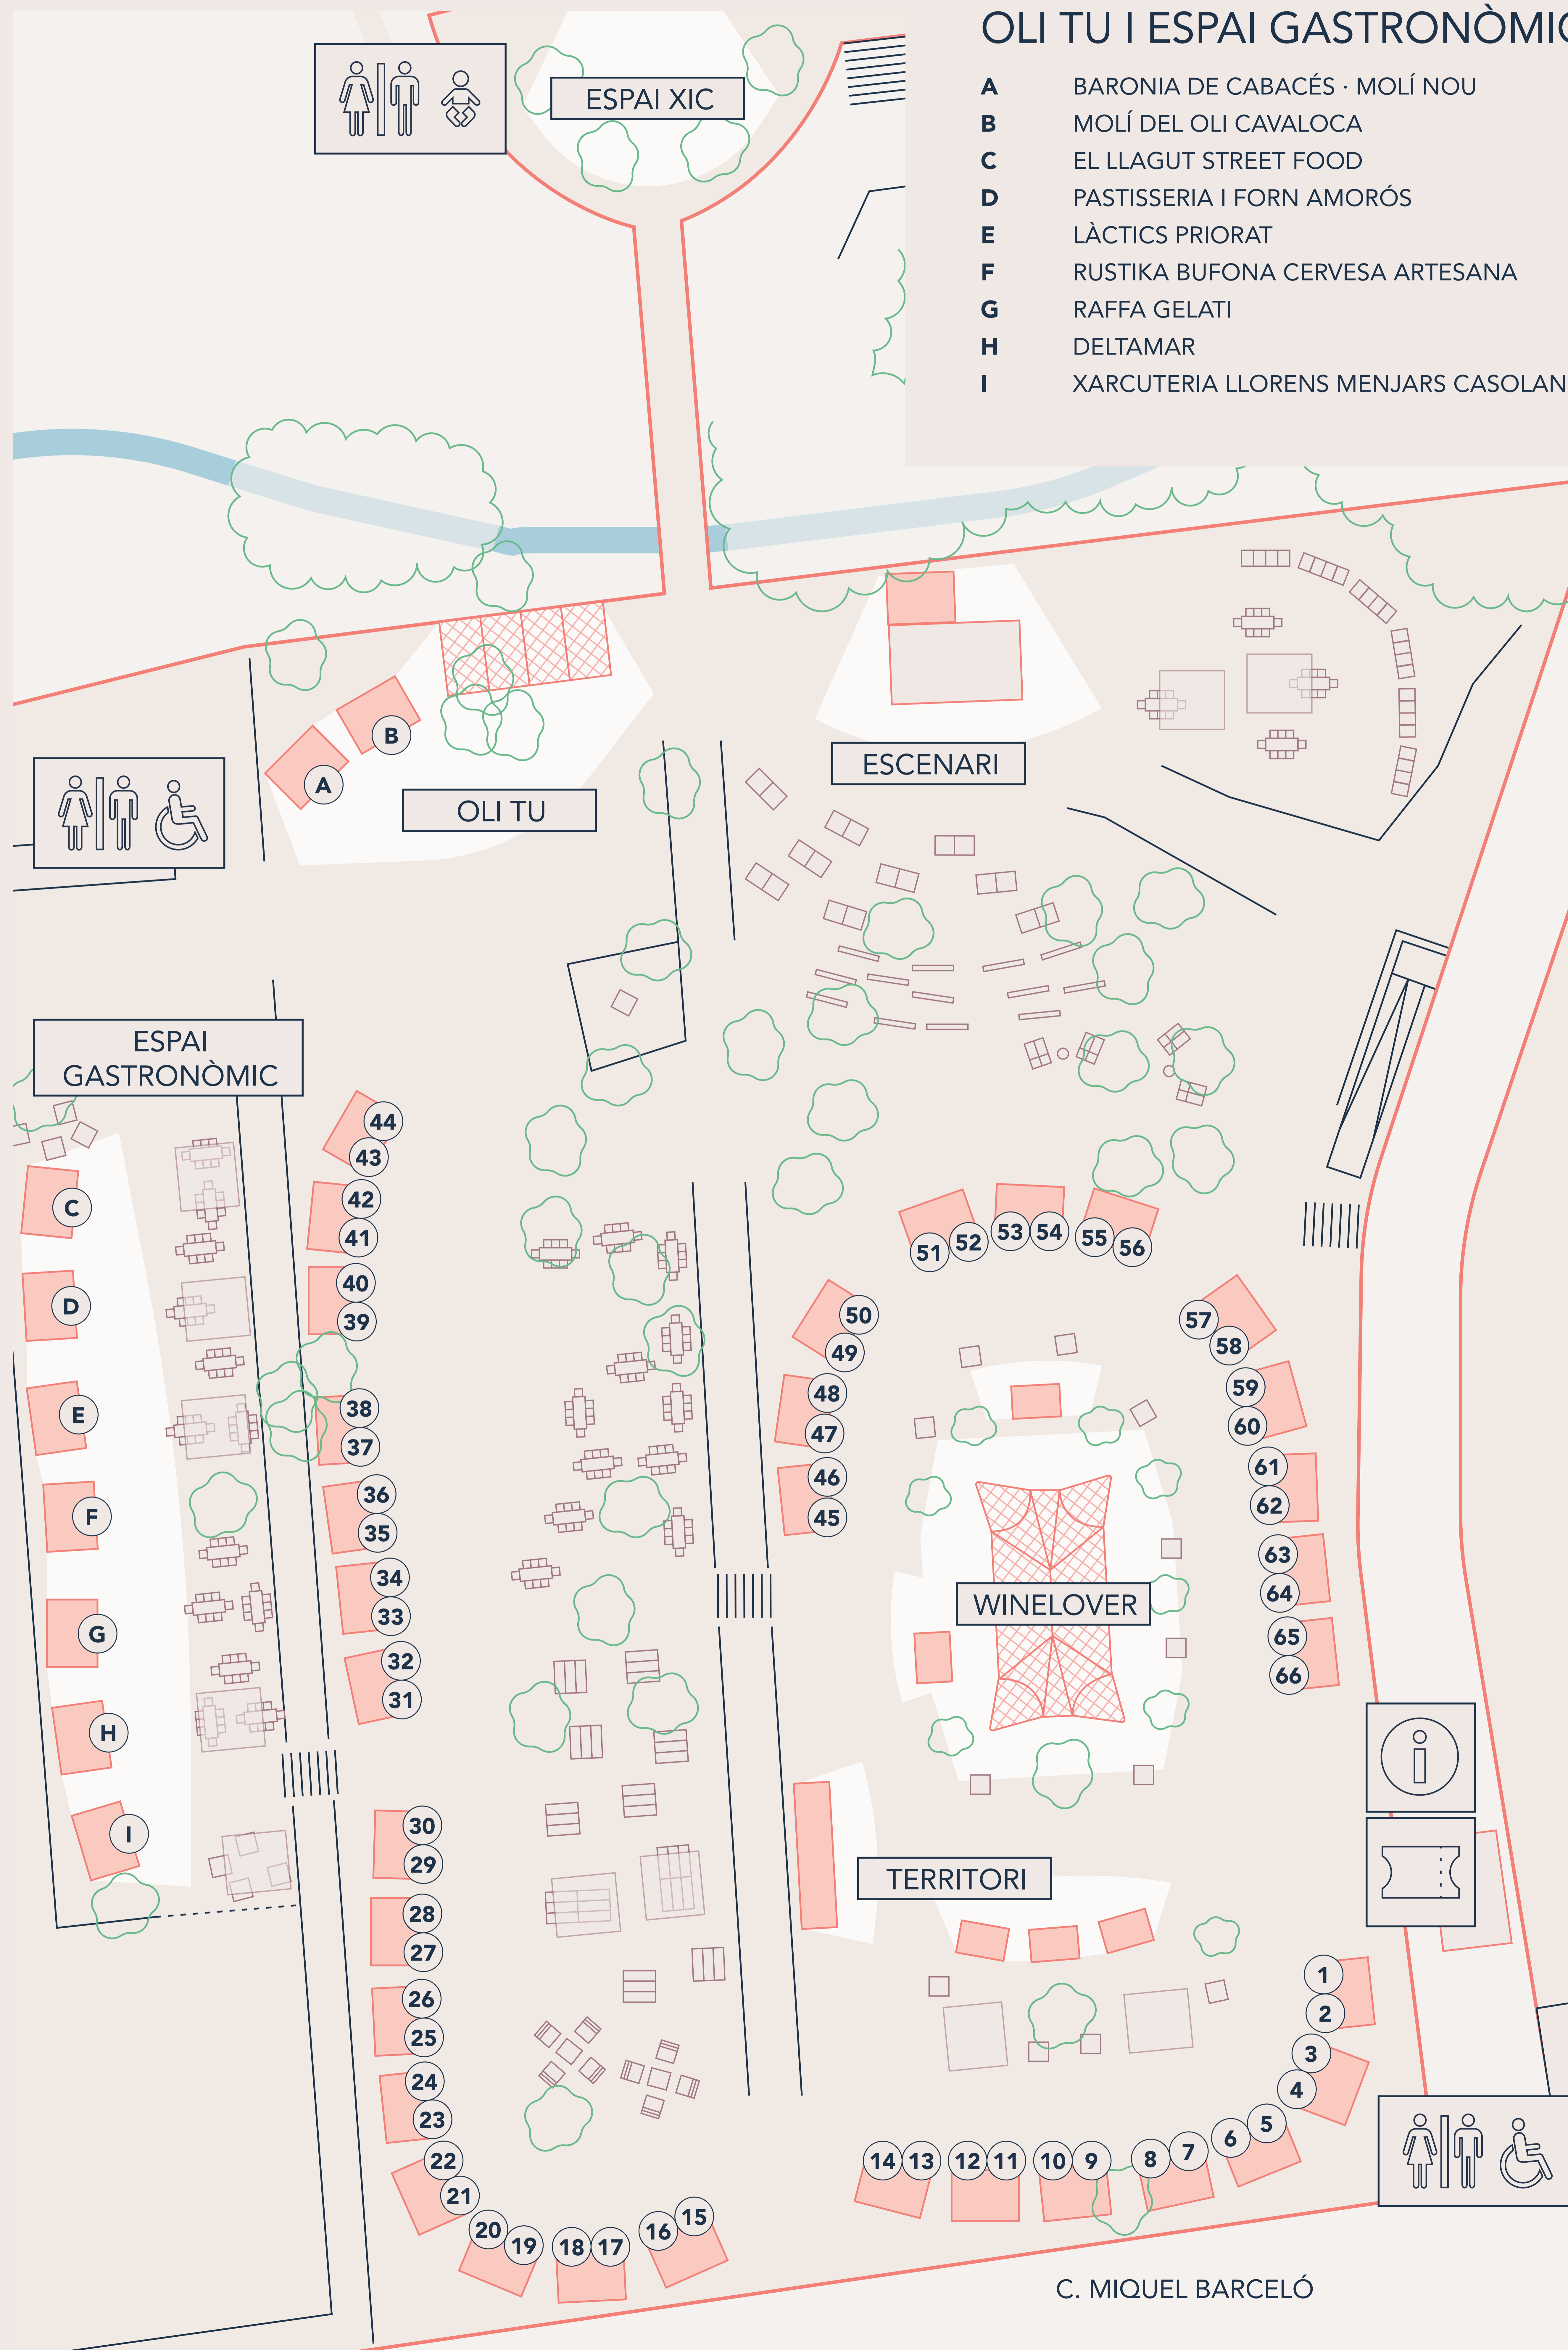 OLI TU I ESPAI GASTRONÒMIC
A BARONIA DE CABACÉS · MOLÍ NOU
B MOLÍ DEL OLI CAVALOCA
C EL LLAGUT STREET FOOD
D PASTISSERIA I FORN AMORÓS
E LÀCTICS PRIORAT
F RUSTIKA BUFONA CERVESA ARTESANA
G RAFFA GELATI
H DELTAMAR
I XARCUTERIA LLORENS MENJARS CASOLAN
ESPAI XIC
B
A
OLI TU
ESCENARI
ESPAI
GASTRONÒMIC
C
D
E
F
G
H
I
44
43
42
41
40
39
38
37
36
35
34
33
32
31
30
29
28
27
26
25
24
23
22
21
20
19
18
17
16
15
51
52
53
54
55
56
50
49
48
47
46
45
57
58
59
60
61
62
63
64
65
66
WINELOVER
TERRITORI
1
2
3
4
5
6
7
8
9
10
11
12
13
14
C. MIQUEL BARCELÓ